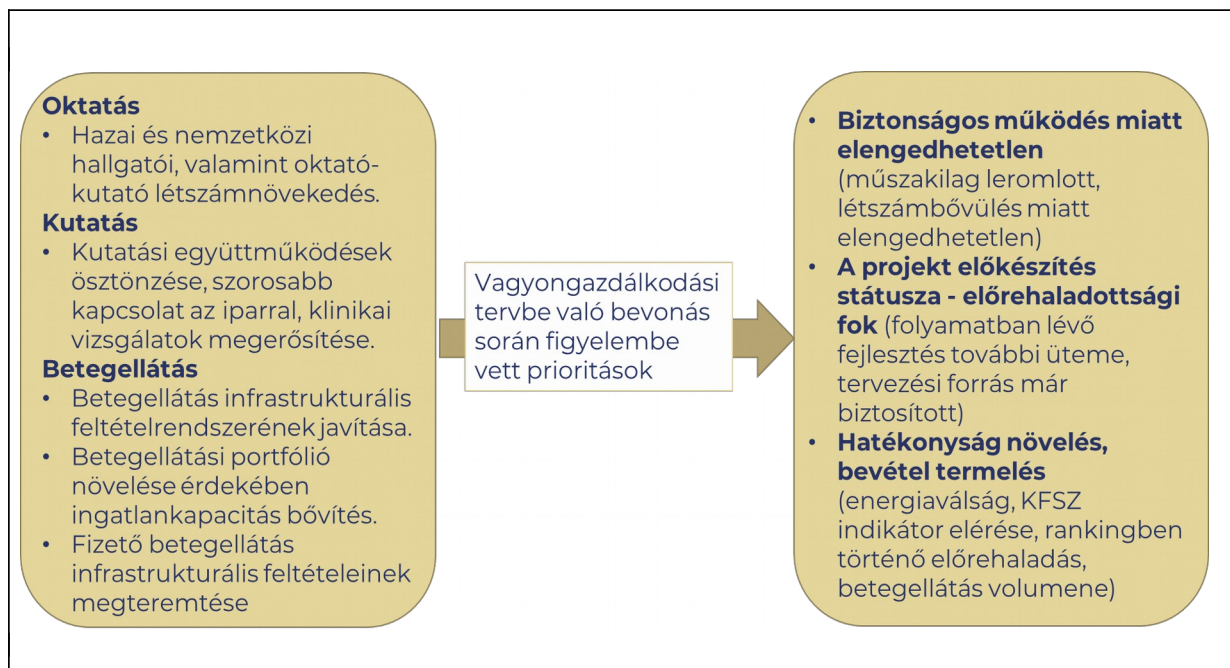 Oktatás
• Hazai és nemzetközi
hallgatói, valamint oktató-
kutató létszámnövekedés.
Kutatás
• Kutatási együttműködések
ösztönzése, szorosabb
kapcsolat az iparral, klinikai
vizsgálatok megerősítése.
Betegellátás
• Betegellátás infrastrukturális
feltételrendszerének javítása.
• Betegellátási portfólió
növelése érdekében
ingatlankapacitás bővítés.
• Fizető betegellátás
infrastrukturális feltételeinek
megteremtése
Vagyongazdálkodási
tervbe való bevonás
során figyelembe
vett prioritások
• Biztonságos működés miatt
elengedhetetlen
(műszakilag leromlott,
létszámbővülés miatt
elengedhetetlen)
• A projekt előkészítés
státusza - előrehaladottsági
fok (folyamatban lévő
fejlesztés további üteme,
tervezési forrás már
biztosított)
• Hatékonyság növelés,
bevétel termelés
(energiaválság, KFSZ
indikátor elérése, rankingben
történő előrehaladás,
betegellátás volumene)